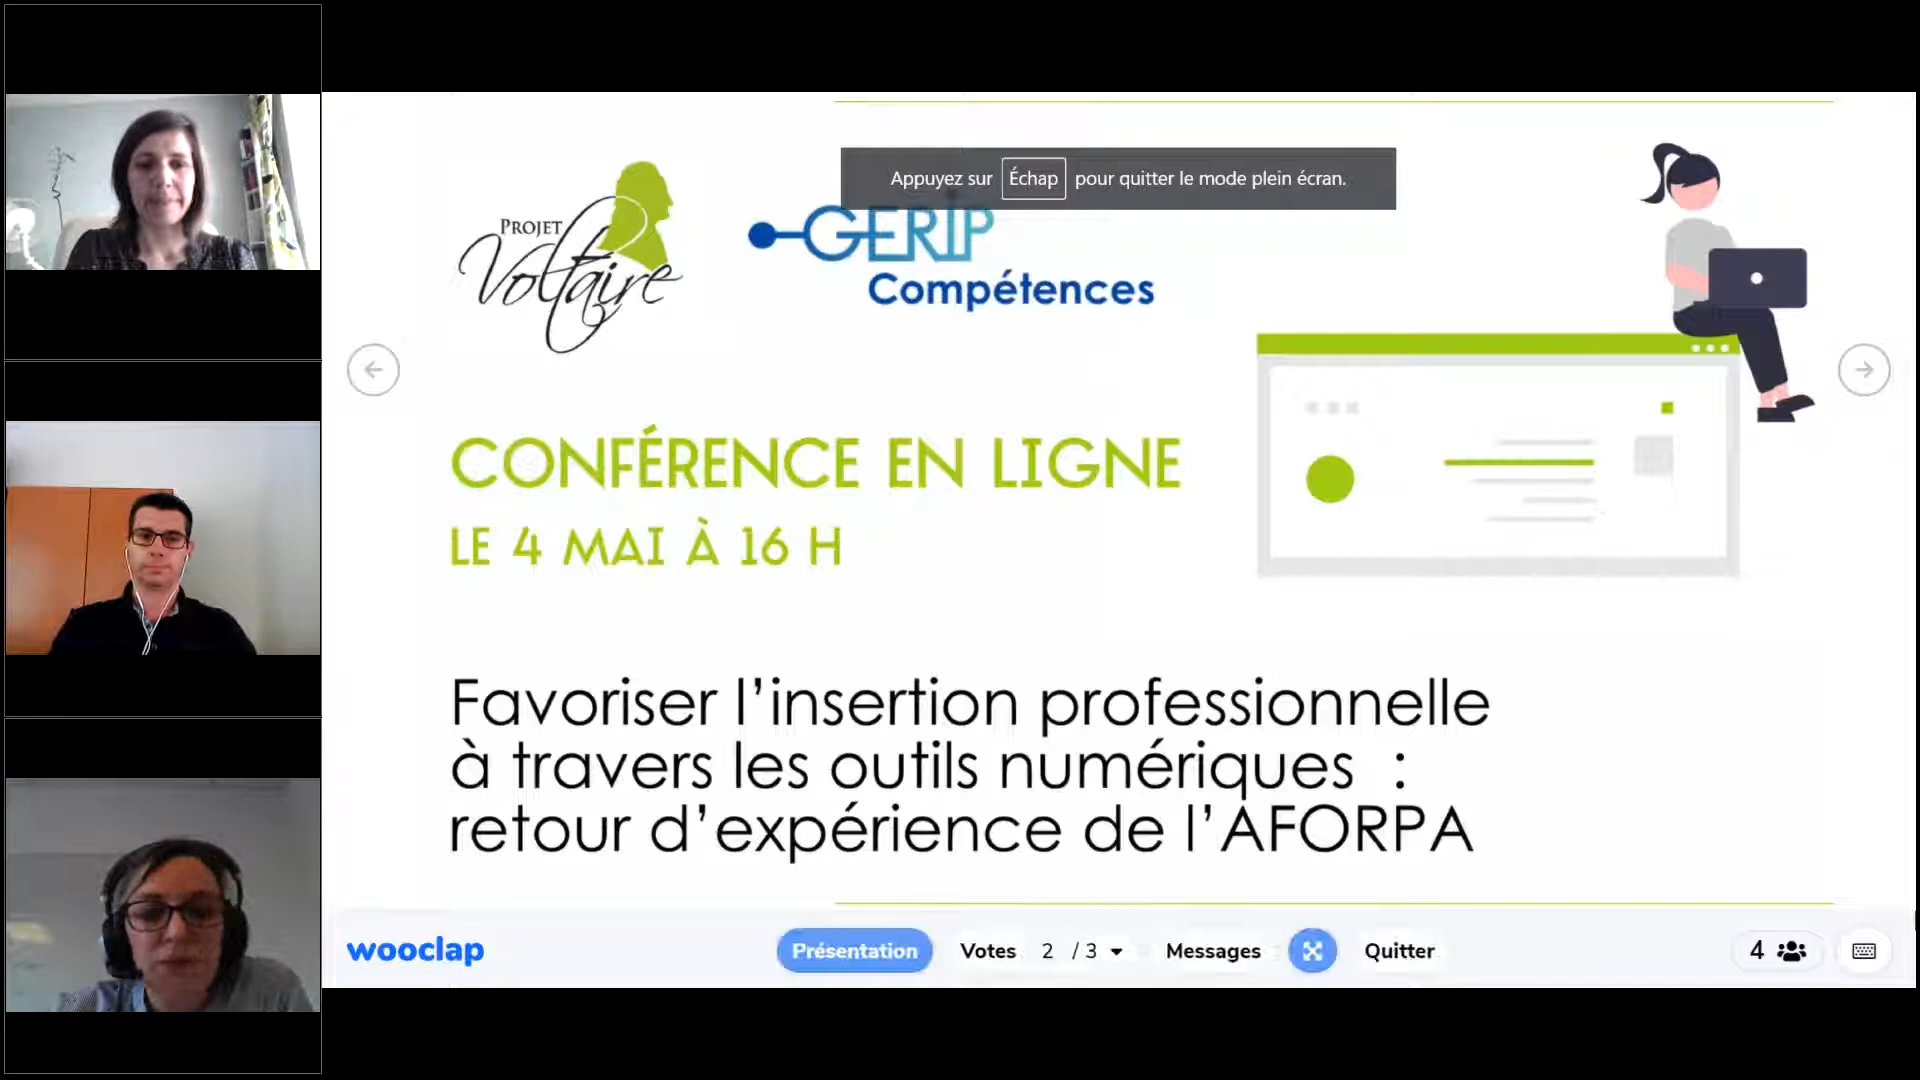 Appuyez sur Échap pour quitter le mode plein écran.
PROJET
Voltaire
GERIP
Compétences
CONFÉRENCE EN LIGNE
LE 4 MAI À 16 H
Favoriser l’insertion professionnelle
à travers les outils numériques :
retour d’expérience de l’AFORPA
wooclap Présentation Votes 2 / 3 Messages Quitter 4